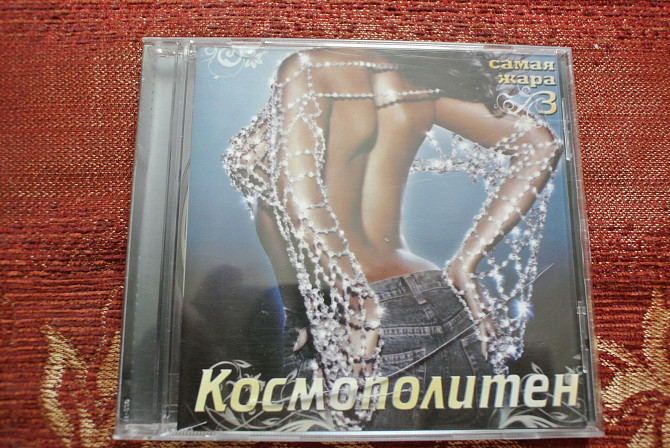 самая
жара
3
Космополитен